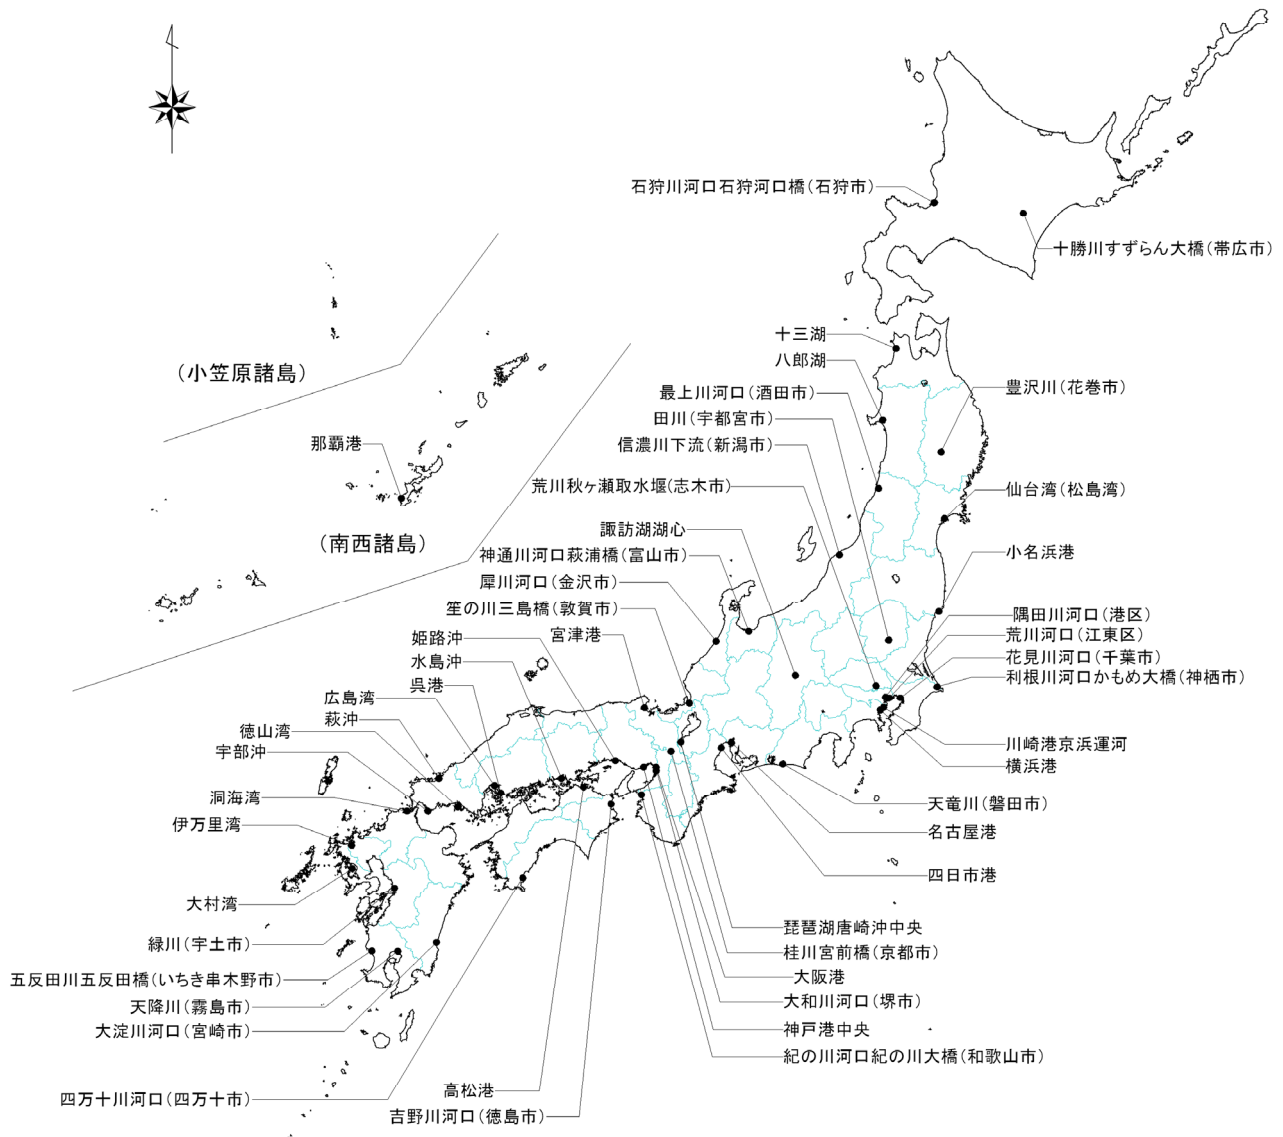 石狩川河口石狩河口橋(石狩市)
十勝川すずらん大橋(帯広市)
十三湖
八郎湖
(小笠原諸島)
最上川河口(酒田市)
豊沢川(花巻市)
田川(宇都宮市)
那覇港
信濃川下流(新潟市)
荒川秋ヶ瀬取水堰(志木市)
仙台湾(松島湾)
諏訪湖湖心
(南西諸島)
神通川河口萩浦橋(富山市)
小名浜港
犀川河口(金沢市)
笙の川三島橋(敦賀市)
隅田川河口(港区)
姫路沖
宮津港
荒川河口(江東区)
水島沖
花見川河口(千葉市)
呉港
利根川河口かもめ大橋(神栖市)
広島湾
萩沖
徳山湾
川崎港京浜運河
宇部沖
横浜港
洞海湾
天竜川(磐田市)
伊万里湾
名古屋港
四日市港
大村湾
琵琶湖唐崎沖中央
緑川(宇土市)
桂川宮前橋(京都市)
五反田川五反田橋(いちき串木野市)
大阪港
天降川(霧島市)
大和川河口(堺市)
大淀川河口(宮崎市)
神戸港中央
紀の川河口紀の川大橋(和歌山市)
高松港
四万十川河口(四万十市)
吉野川河口(徳島市)